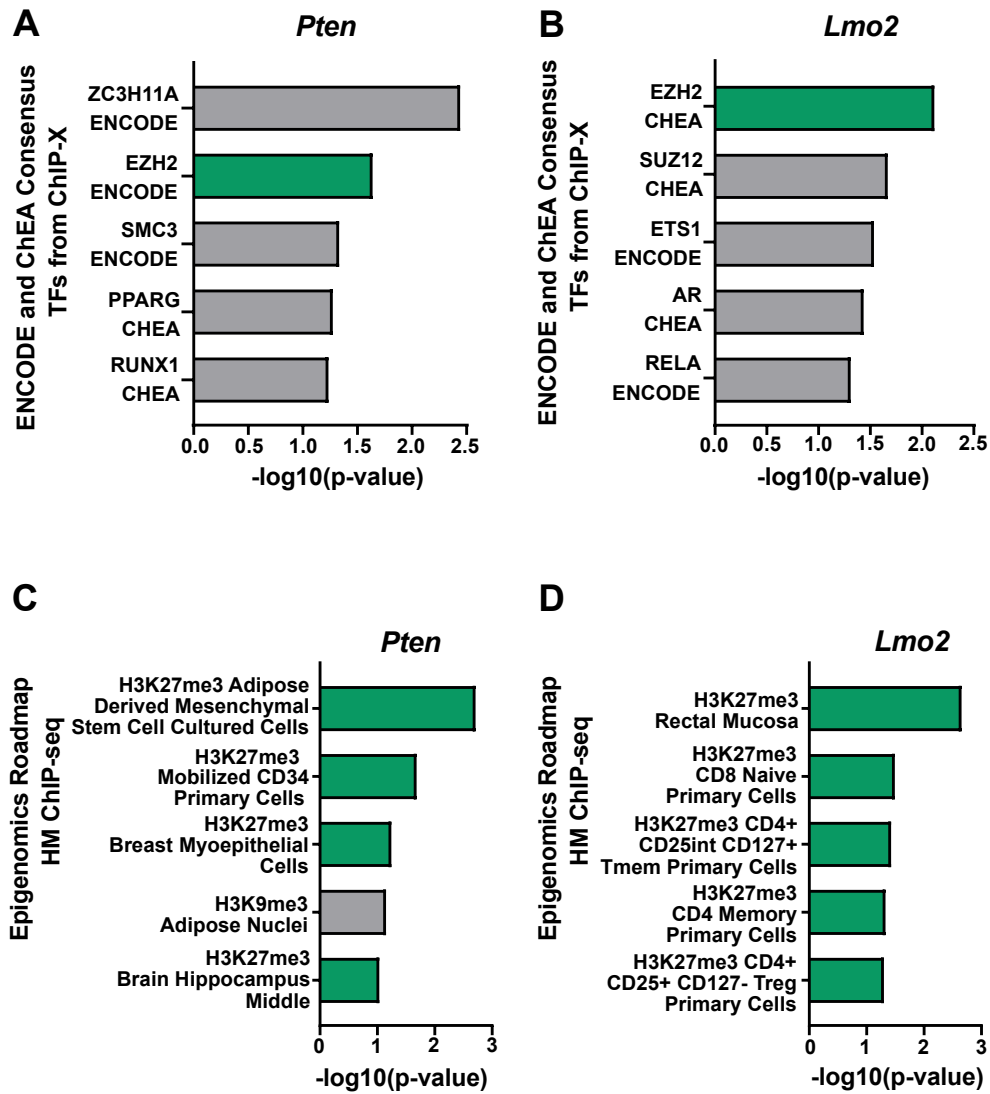 A
Pten
ENCODE and ChEA Consensus
TFs from ChIP-X
ZC3H11A
ENCODE
EZH2
ENCODE
SMC3
ENCODE
PPARG
CHEA
RUNX1
CHEA
0.0 0.5 1.0 1.5 2.0 2.5
-log10(p-value)
B
Lmo2
ENCODE and ChEA Consensus
TFs from ChIP-X
EZH2
CHEA
SUZ12
CHEA
ETS1
ENCODE
AR
CHEA
RELA
ENCODE
0.0 0.5 1.0 1.5 2.0 2.5
-log10(p-value)
C
Pten
Epigenomics Roadmap
HM ChIP-seq
H3K27me3 Adipose
Derived Mesenchymal
Stem Cell Cultured Cells
H3K27me3
Mobilized CD34
Primary Cells
H3K27me3
Breast Myoepithelial
Cells
H3K9me3
Adipose Nuclei
H3K27me3
Brain Hippocampus
Middle
0 1 2 3
-log10(p-value)
D
Lmo2
Epigenomics Roadmap
HM ChIP-seq
H3K27me3
Rectal Mucosa
H3K27me3
CD8 Naive
Primary Cells
H3K27me3 CD4+
CD25int CD127+
Tmem Primary Cells
H3K27me3
CD4 Memory
Primary Cells
H3K27me3 CD4+
CD25+ CD127- Treg
Primary Cells
0 1 2 3
-log10(p-value)